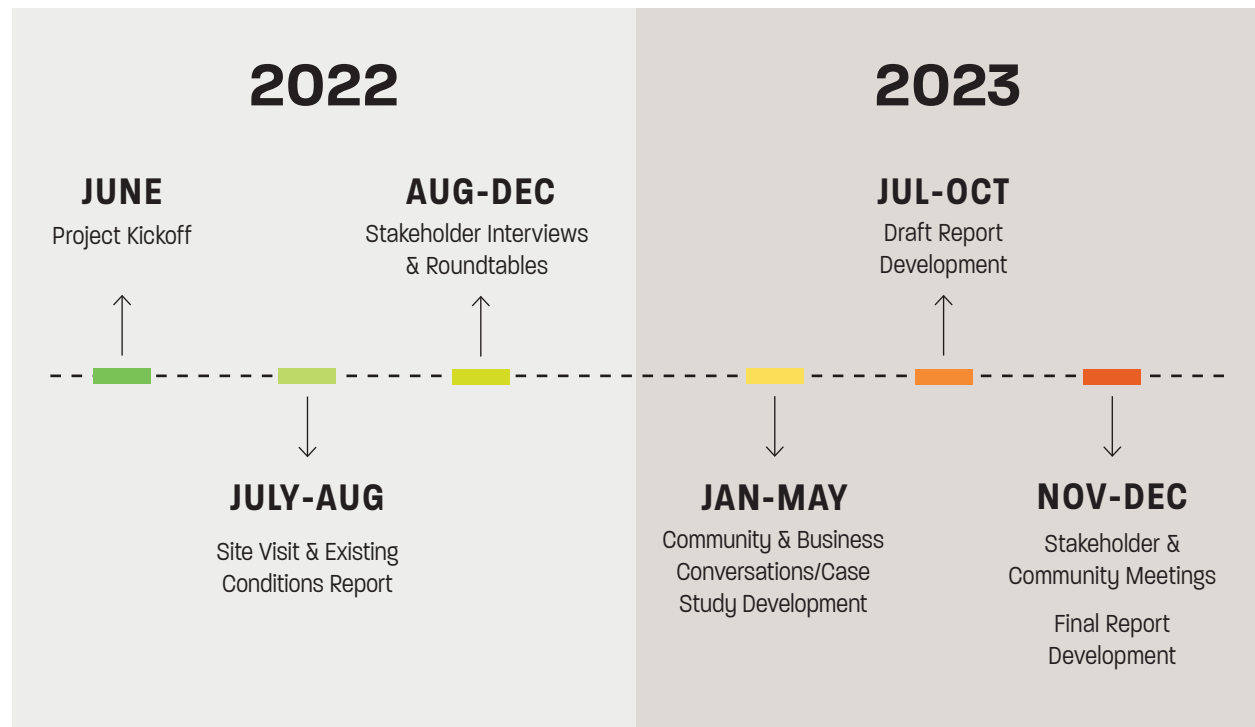 2022
JUNE
Project Kickoff
AUG-DEC
Stakeholder Interviews
& Roundtables
JULY-AUG
Site Visit & Existing
Conditions Report
2023
JUL-OCT
Draft Report
Development
JAN-MAY
Community & Business
Conversations/Case
Study Development
NOV-DEC
Stakeholder &
Community Meetings
Final Report
Development